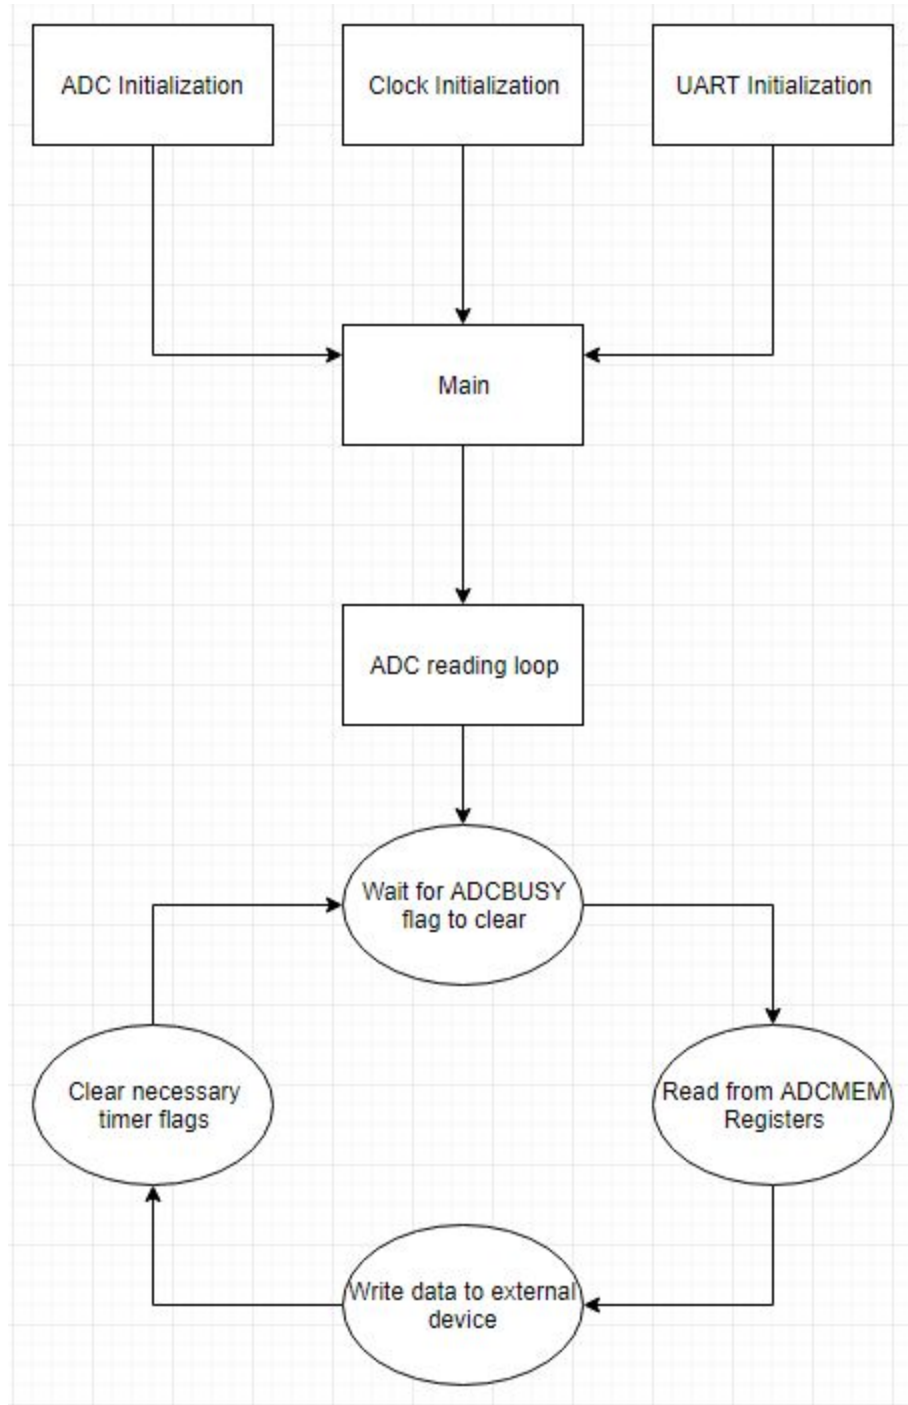 ADC Initialization
Clock Initialization
UART Initialization
Main
ADC reading loop
Wait for ADCBUSY
flag to clear
Clear necessary
timer flags
Read from ADCMEM
Registers
Write data to external
device